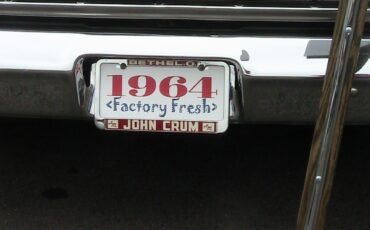 BETHEL.O
1964
<Factory Fresh>
JOHN CRUM